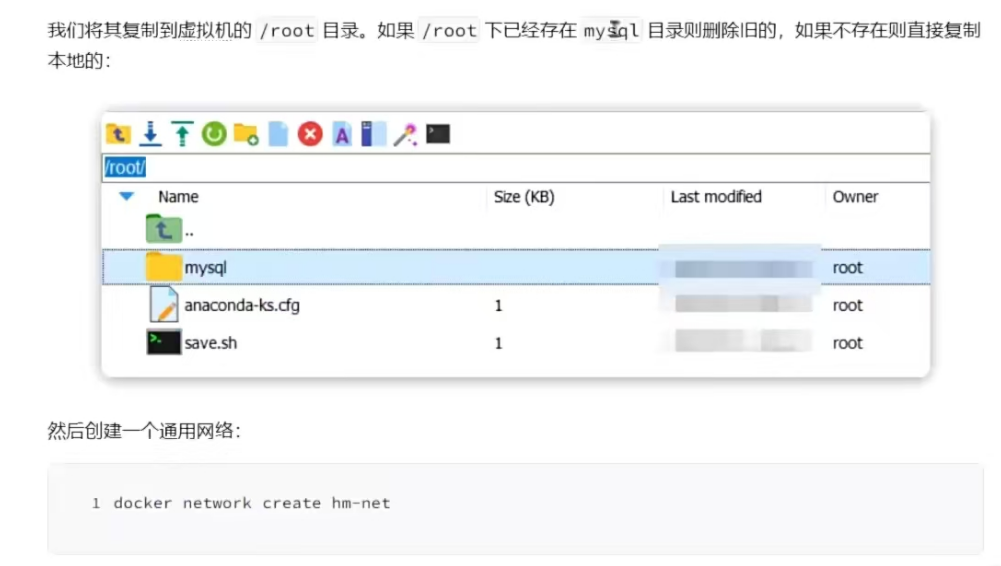 我们将其复制到虚拟机的 /root 目录。如果 /root 下已经存在 mysql 目录则删除旧的，如果不存在则直接复制
本地的：
/root/
Name Size (KB) Last modified Owner
..
mysql root
anaconda-ks.cfg 1 root
save.sh 1 root
然后创建一个通用网络：
1 docker network create hm-net